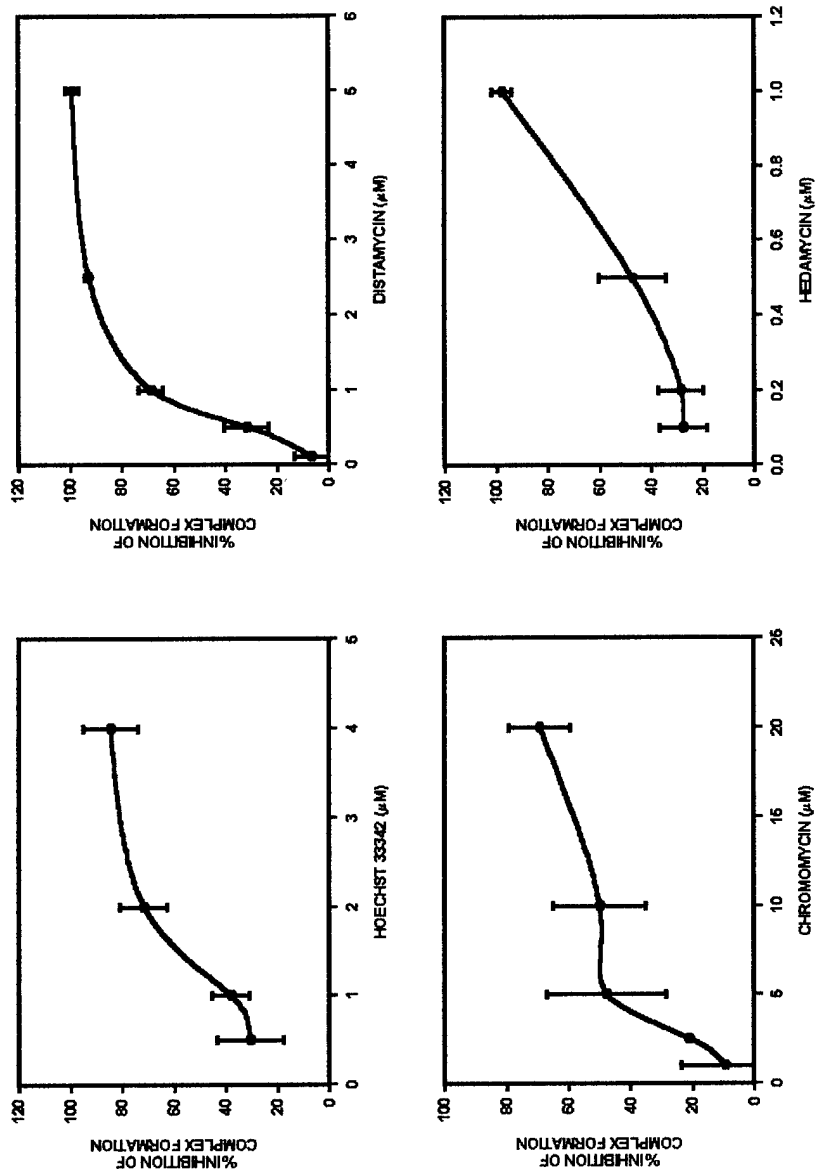 %INHIBITION OF
COMPLEX FORMATION
120
100
80
60
40
20
0
0 1 2 3 4 5
HOECHST 33342 (µM)
%INHIBITION OF
COMPLEX FORMATION
120
100
80
60
40
20
0
0 1 2 3 4 5 6
DISTAMYCIN (µM)
%INHIBITION OF
COMPLEX FORMATION
100
80
60
40
20
0
0 5 10 15 20 25
CHROMOMYCIN (µM)
%INHIBITION OF
COMPLEX FORMATION
120
100
80
60
40
20
0.0 0.2 0.4 0.6 0.8 1.0 1.2
HEDAMYCIN (µM)